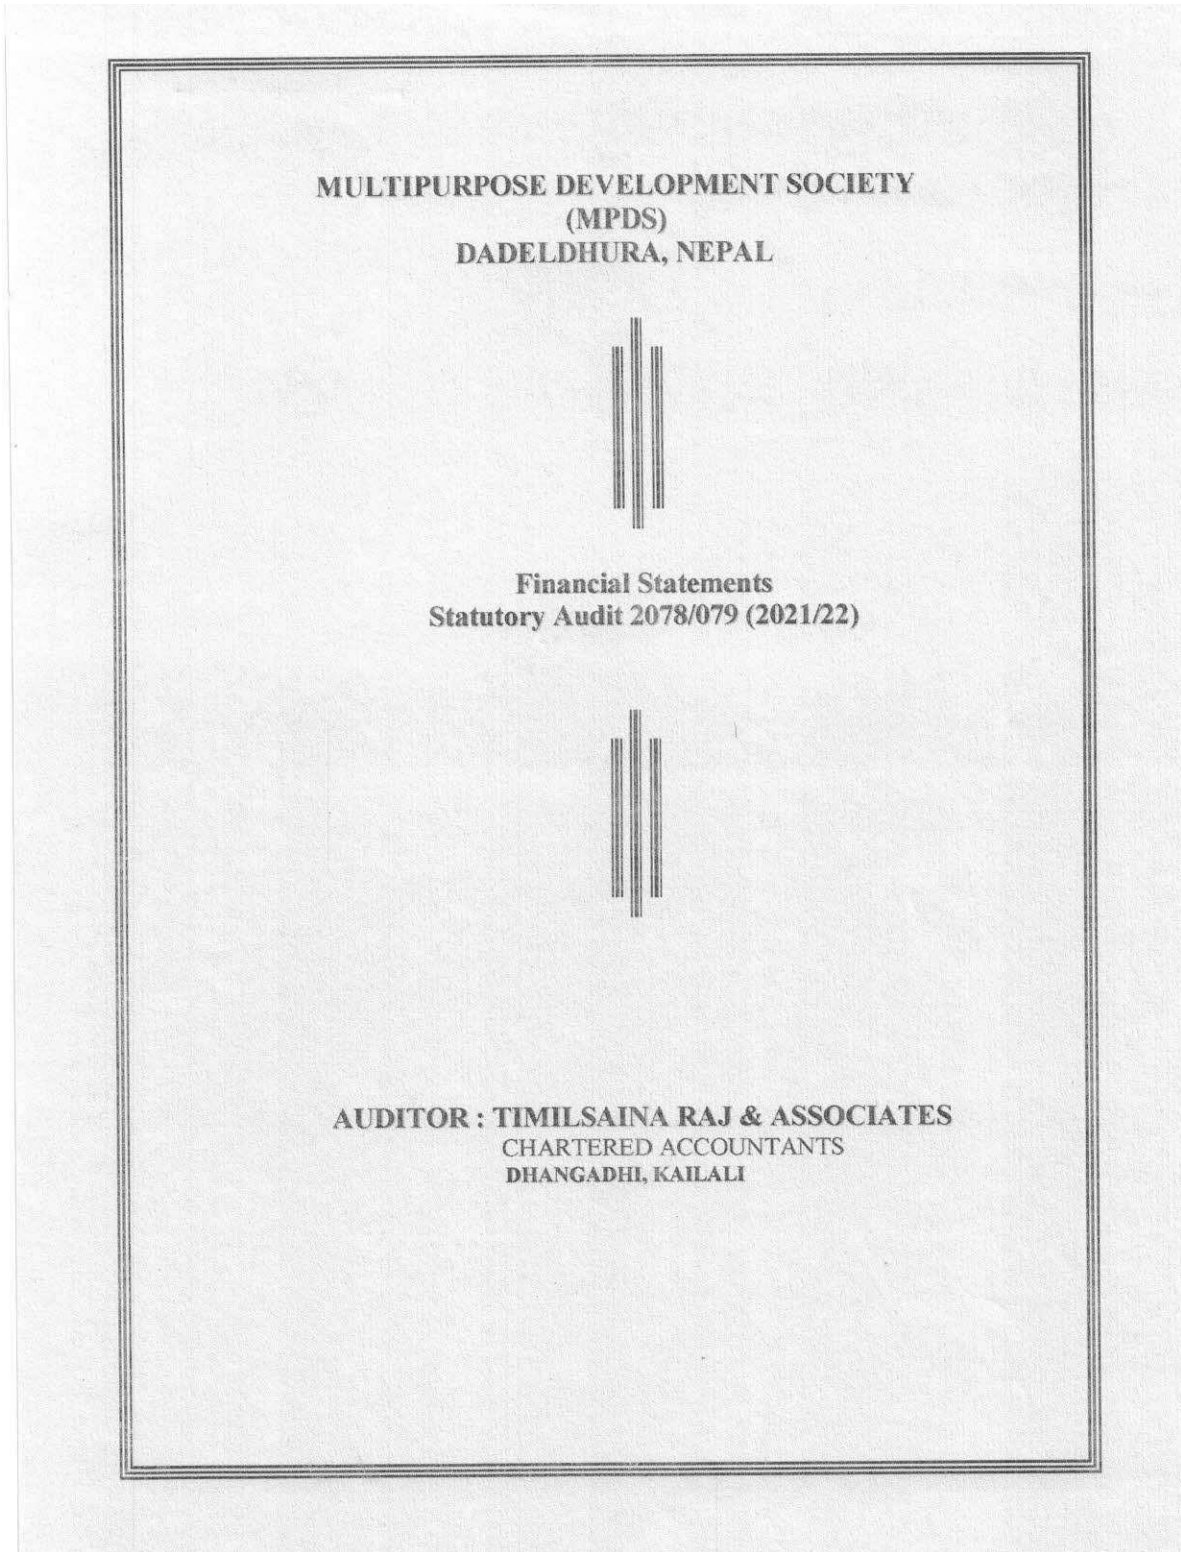 MULTIPURPOSE DEVELOPMENT SOCIETY
(MPDS)
DADELDHURA, NEPAL
Financial Statements
Statutory Audit 2078/079 (2021/22)
AUDITOR : TIMILSAINA RAJ & ASSOCIATES
CHARTERED ACCOUNTANTS
DHANGADHI, KAILALI